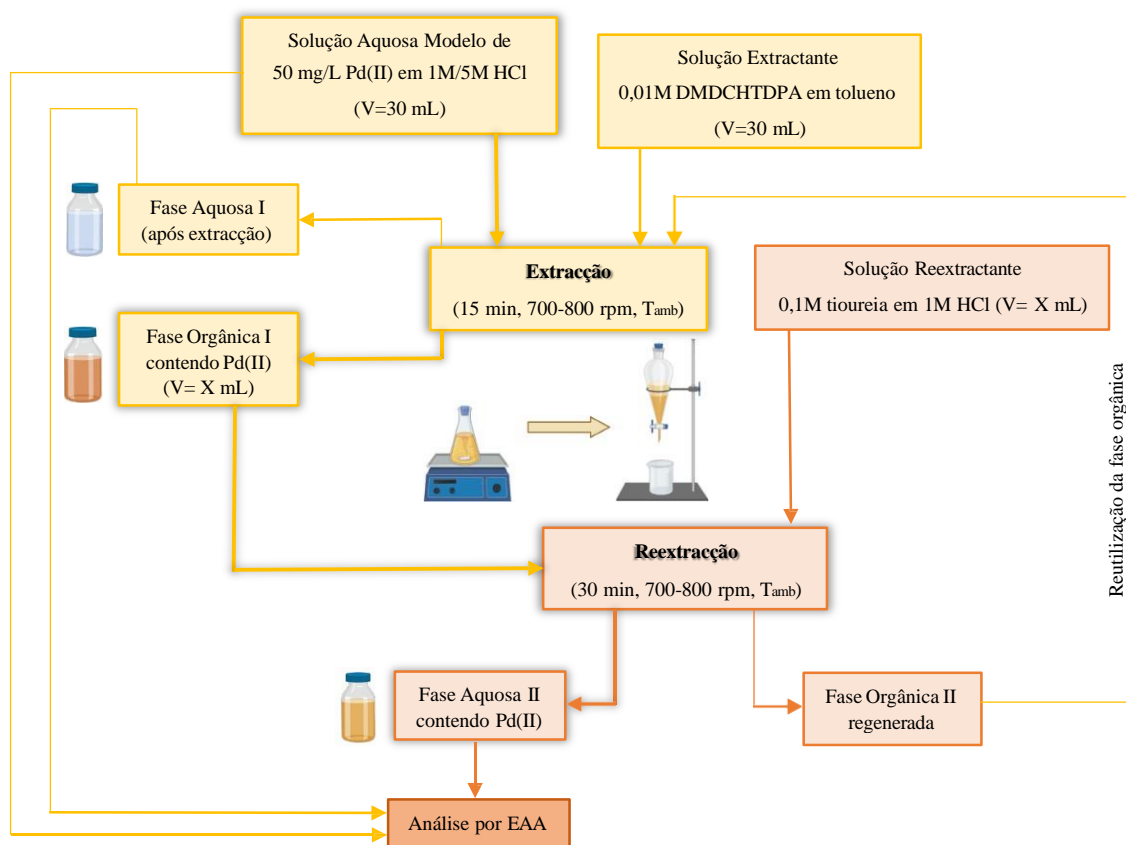 Solução Aquosa Modelo de
50 mg/L Pd(II) em 1M/5M HCl
(V=30 mL)
Solução Extractante
0,01M DMDCHTDPA em tolueno
(V=30 mL)
Fase Aquosa I
(após extracção)
Extracção
(15 min, 700-800 rpm, Tamb)
Solução Reextractante
0,1M tioureia em 1M HCl (V= X mL)
Fase Orgânica I
contendo Pd(II)
(V= X mL)
Reutilização da fase orgânica
Reextracção
(30 min, 700-800 rpm, Tamb)
Fase Aquosa II
contendo Pd(II)
Fase Orgânica II
regenerada
Análise por EAA